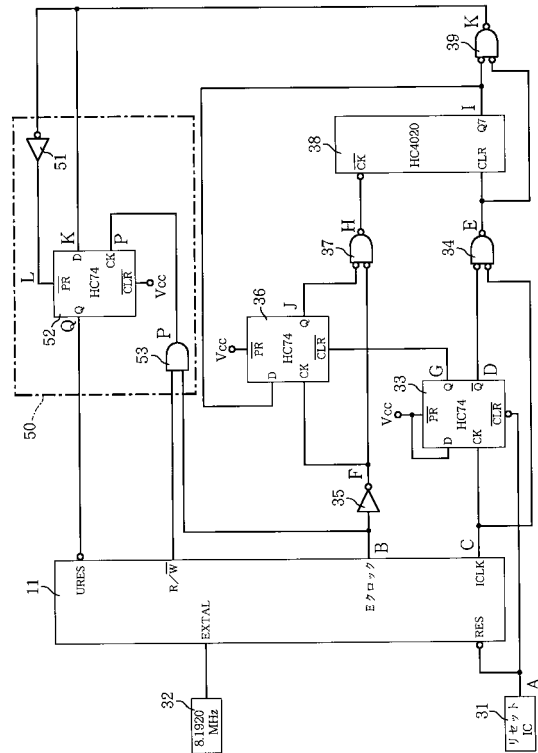 50
51
L
K
P
52
Q
PR
Q
D
HC74
CK
CLR
Vcc
53
P
11
URES
R/W
EXTAL
Eクロック
ICLK
RES
32
8.1920
MHz
31
リセット
IC
A
B
C
35
F
Vcc
36
D
PR
HC74
CK
Q
CLR
J
Vcc
33
G
D
PR
Q
HC74
CK
Q
CLR
D
37
H
34
E
38
CK
HC4020
CLR
Q7
I
39
K